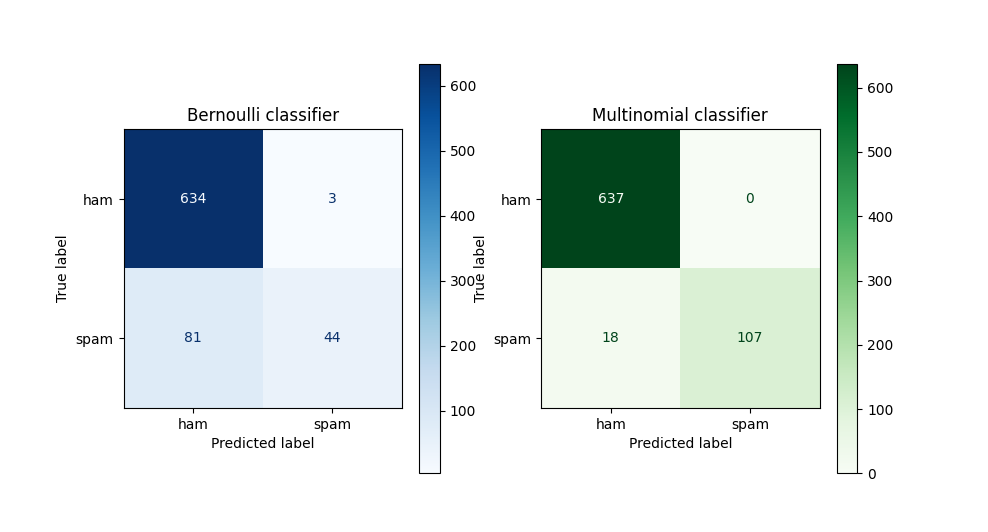 Bernoulli classifier
True label
ham
634
3
spam
81
44
ham
spam
Predicted label
600
500
400
300
200
100
Multinomial classifier
True label
ham
637
0
spam
18
107
ham
spam
Predicted label
600
500
400
300
200
100
0